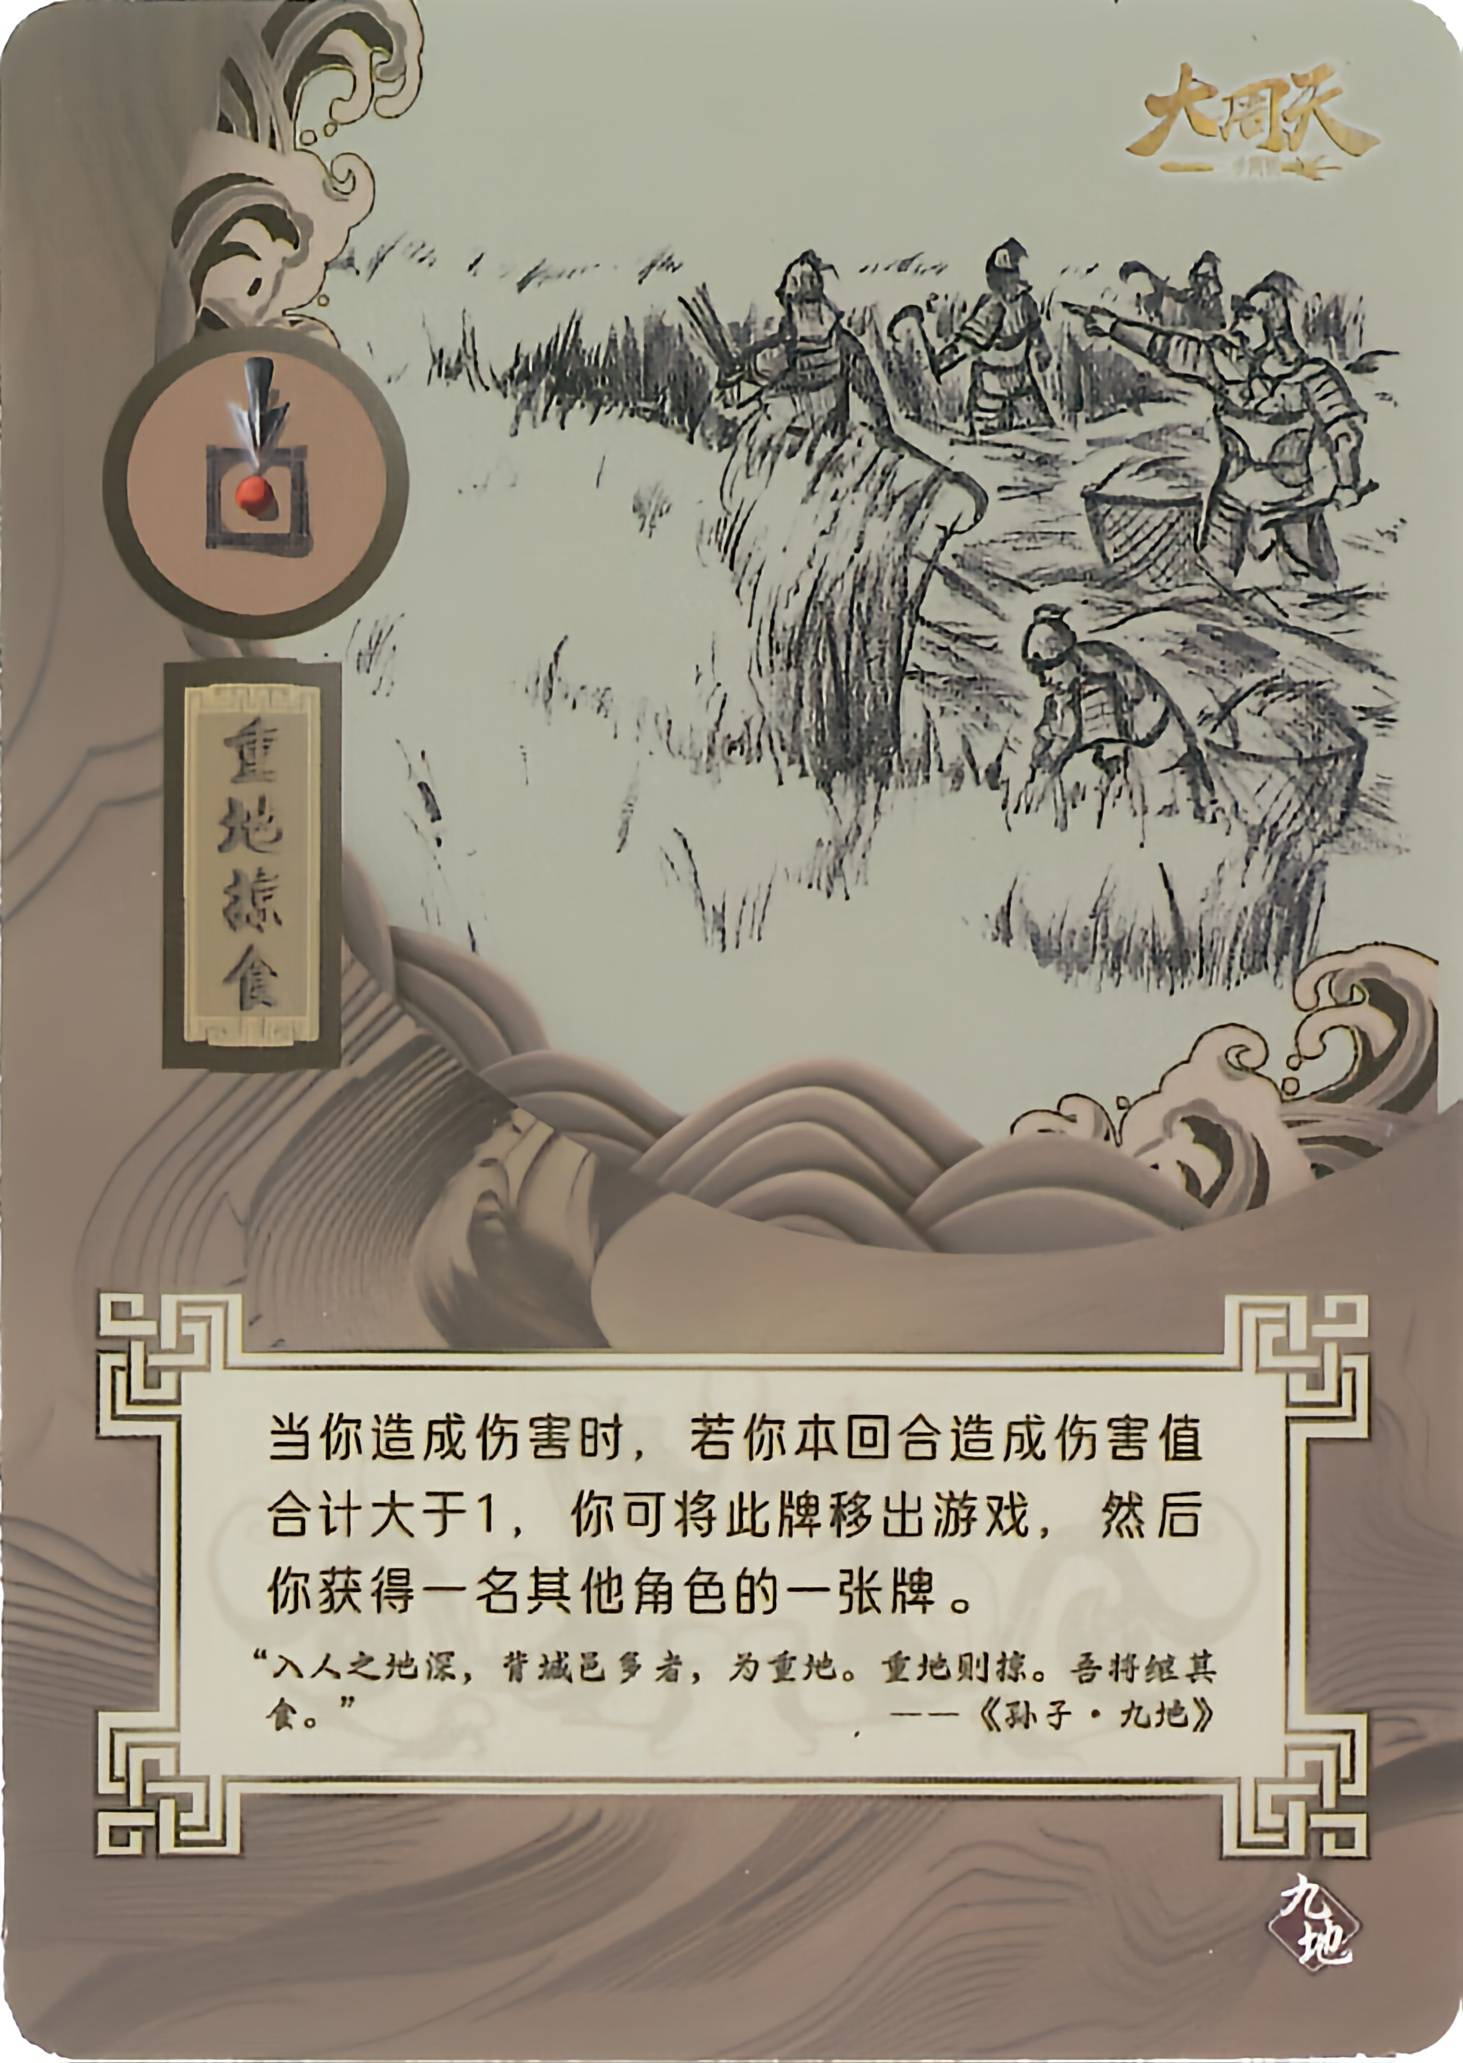 大周天
重地掠食
当你造成伤害时，若你本回合造成伤害值
合计大于1，你可将此牌移出游戏，然后
你获得一名其他角色的一张牌。
“入人之地深，背城邑多者，为重地。重地则掠。吾将继其
食。”——《孙子·九地》
九地